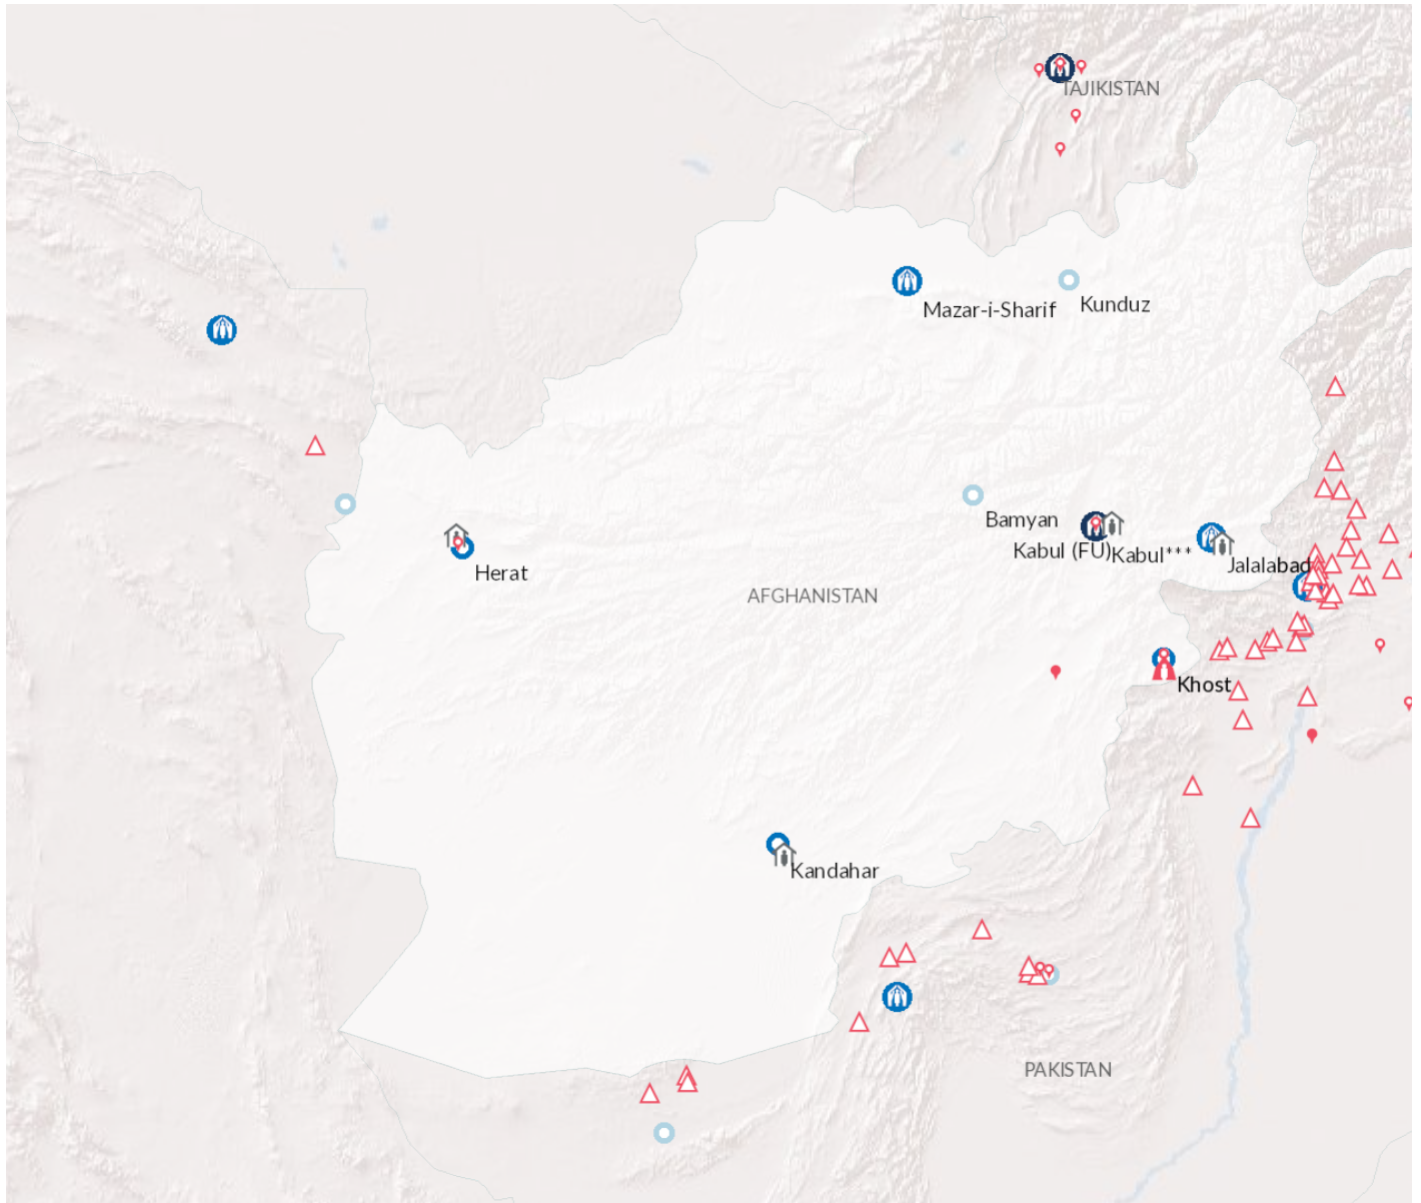 TAJIKISTAN
Mazar-i-Sharif
Kunduz
Bamyan
Kabul (FU)
Kabul***
Jalalabad
Herat
AFGHANISTAN
Khost
Kandahar
PAKISTAN